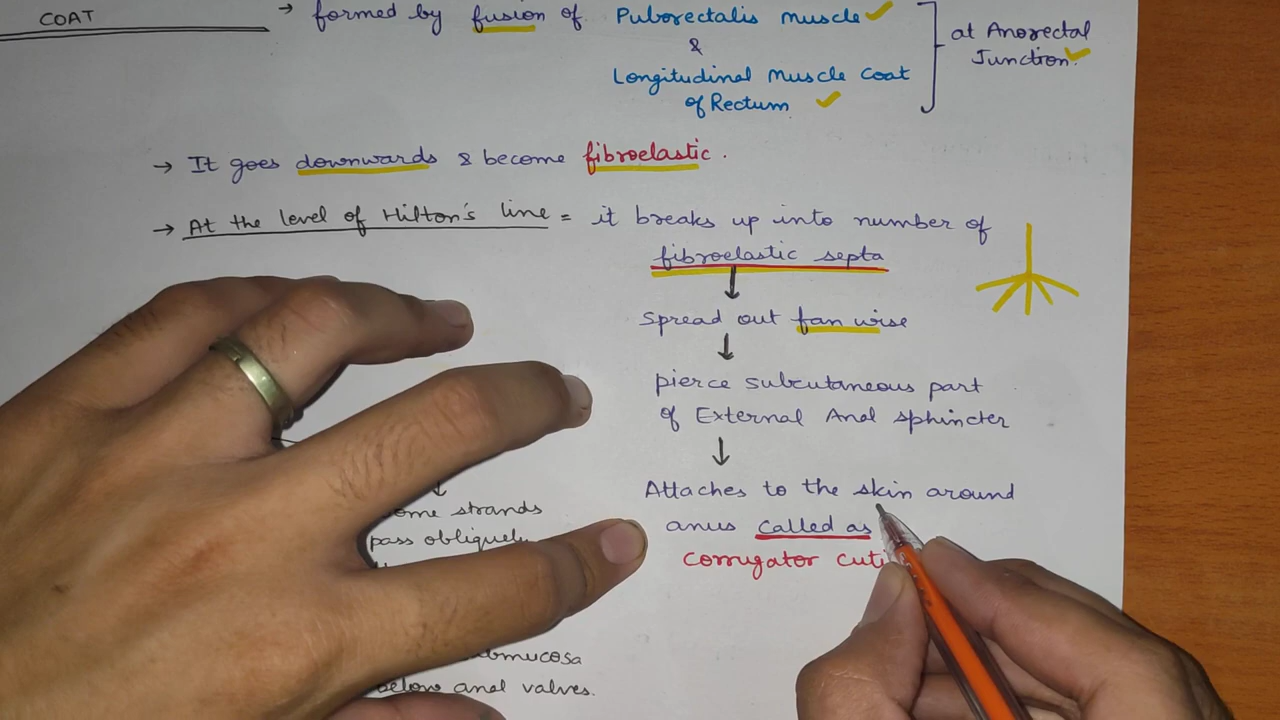 COAT → formed by fusion of Puborectalis muscle
&
Longitudinal Muscle Coat
of Rectum
at Anorectal
Junction.
→ It goes downwards & become fibroelastic.
→ At the level of Hilton's line = it breaks up into number of
fibroelastic septa
↓
Spread out fan wise
↓
pierce subcutaneous part
of External Anal sphincter
↓
Attaches to the skin around
anus called as
corrugator
↓
strands
pass obliquely
below anal valves.